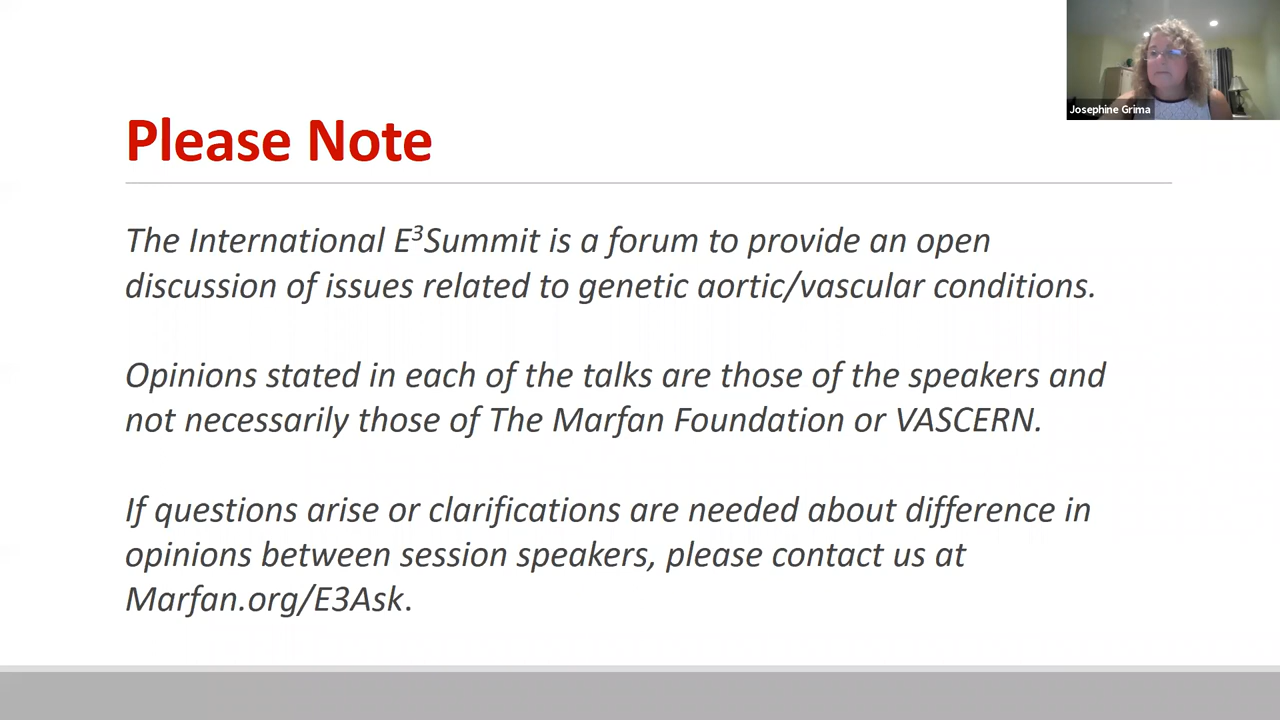 Josephine Grima
Please Note
The International E³Summit is a forum to provide an open
discussion of issues related to genetic aortic/vascular conditions.
Opinions stated in each of the talks are those of the speakers and
not necessarily those of The Marfan Foundation or VASCERN.
If questions arise or clarifications are needed about difference in
opinions between session speakers, please contact us at
Marfan.org/E3Ask.